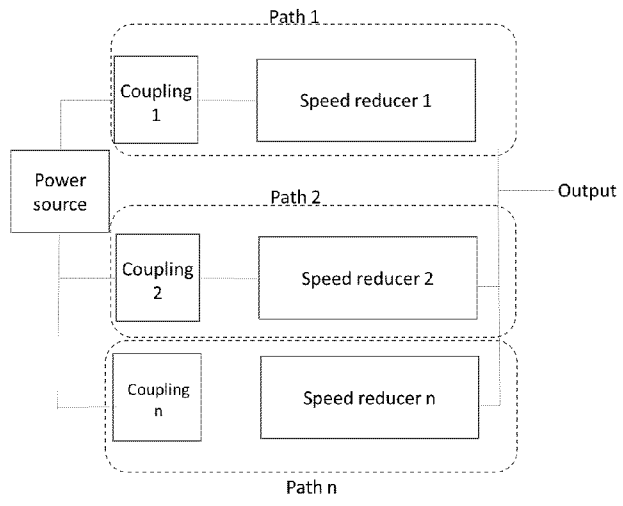 Path 1
Coupling
1
Speed reducer 1
Power
source
Output
Path 2
Coupling
2
Speed reducer 2
Coupling
n
Speed reducer n
Path n